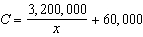 C = 3,200,000/x + 60,000